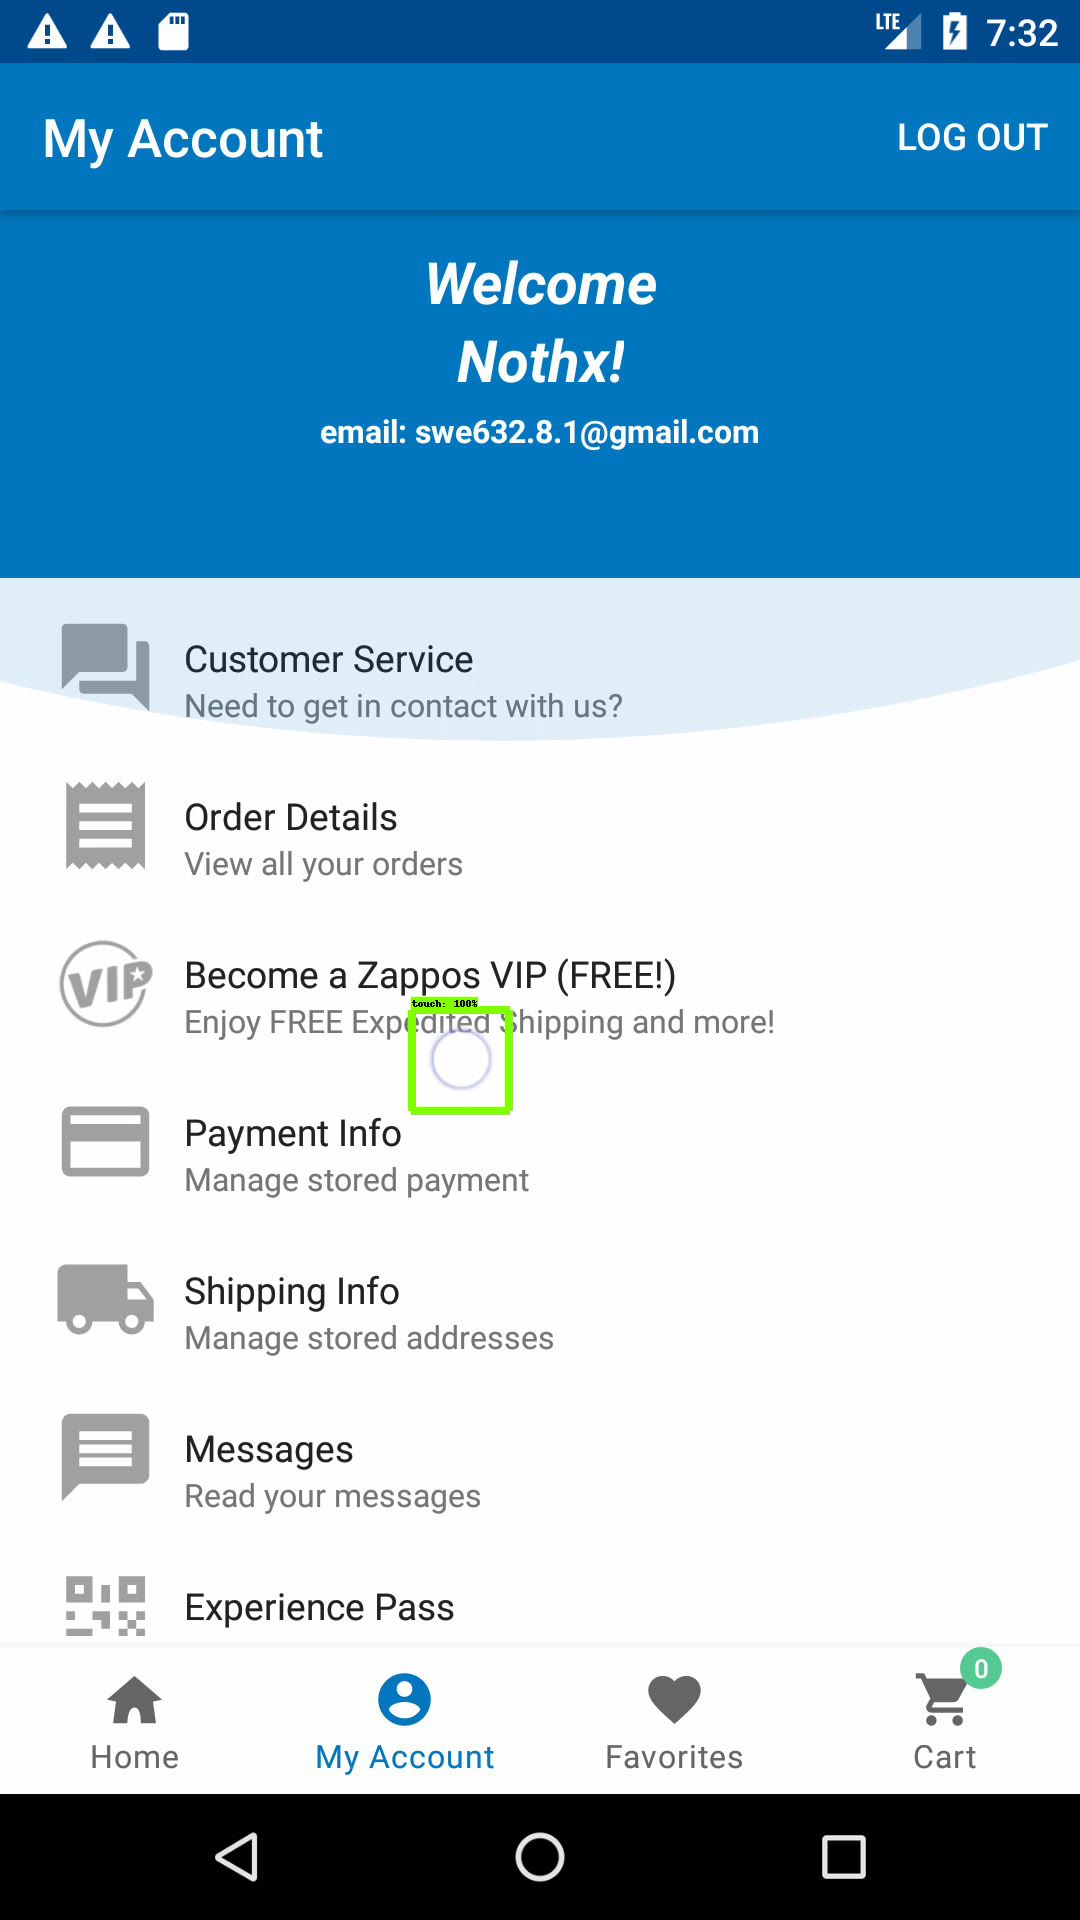 LTE 7:32
My Account LOG OUT
Welcome
Nothx!
email: swe632.8.1@gmail.com
Customer Service
Need to get in contact with us?
Order Details
View all your orders
VIP
Become a Zappos VIP (FREE!)
touch: 100%
Enjoy FREE Expedited Shipping and more!
Payment Info
Manage stored payment
Shipping Info
Manage stored addresses
Messages
Read your messages
Experience Pass
0
Home My Account Favorites Cart